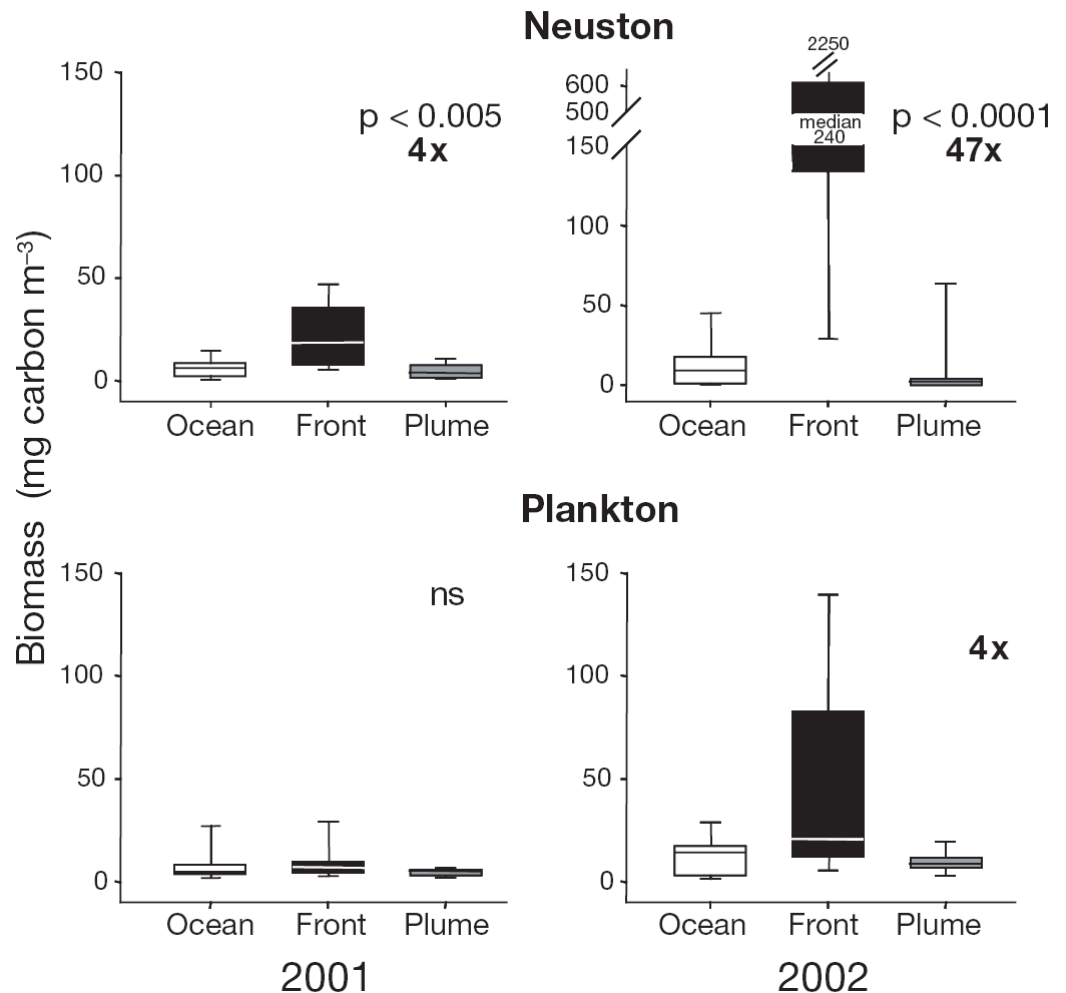 Neuston
Biomass (mg carbon m–3)
150
100
50
0
p < 0.005
4x
Ocean Front Plume
2250
600
500
150
100
50
0
median
240
p < 0.0001
47x
Ocean Front Plume
Plankton
150
100
50
0
ns
Ocean Front Plume
2001
150
100
50
0
4x
Ocean Front Plume
2002